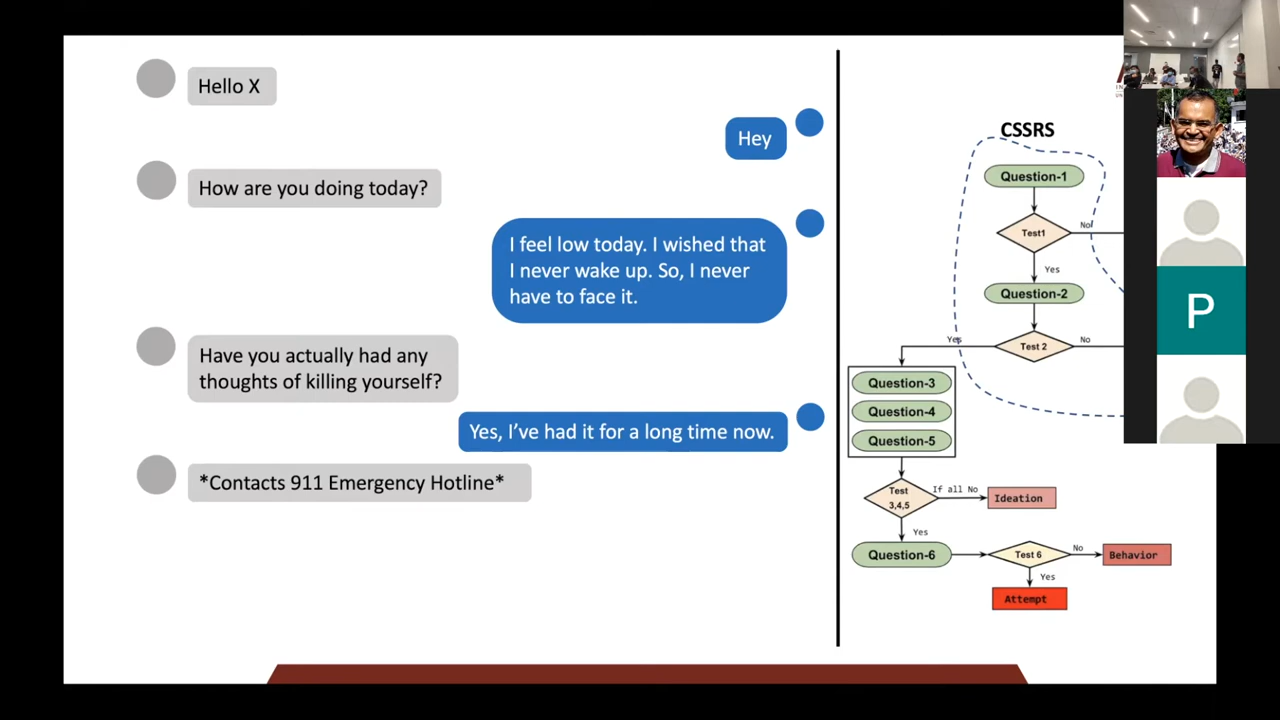 Hello X
Hey
How are you doing today?
I feel low today. I wished that
I never wake up. So, I never
have to face it.
Have you actually had any
thoughts of killing yourself?
Yes, I've had it for a long time now.
*Contacts 911 Emergency Hotline*
CSSRS
Question-1
Test1
No
Yes
Question-2
Test 2
Yes
No
Question-3
Question-4
Question-5
Test
3,4,5
If all No
Ideation
Yes
Question-6
Test 6
No
Behavior
Yes
Attempt
P